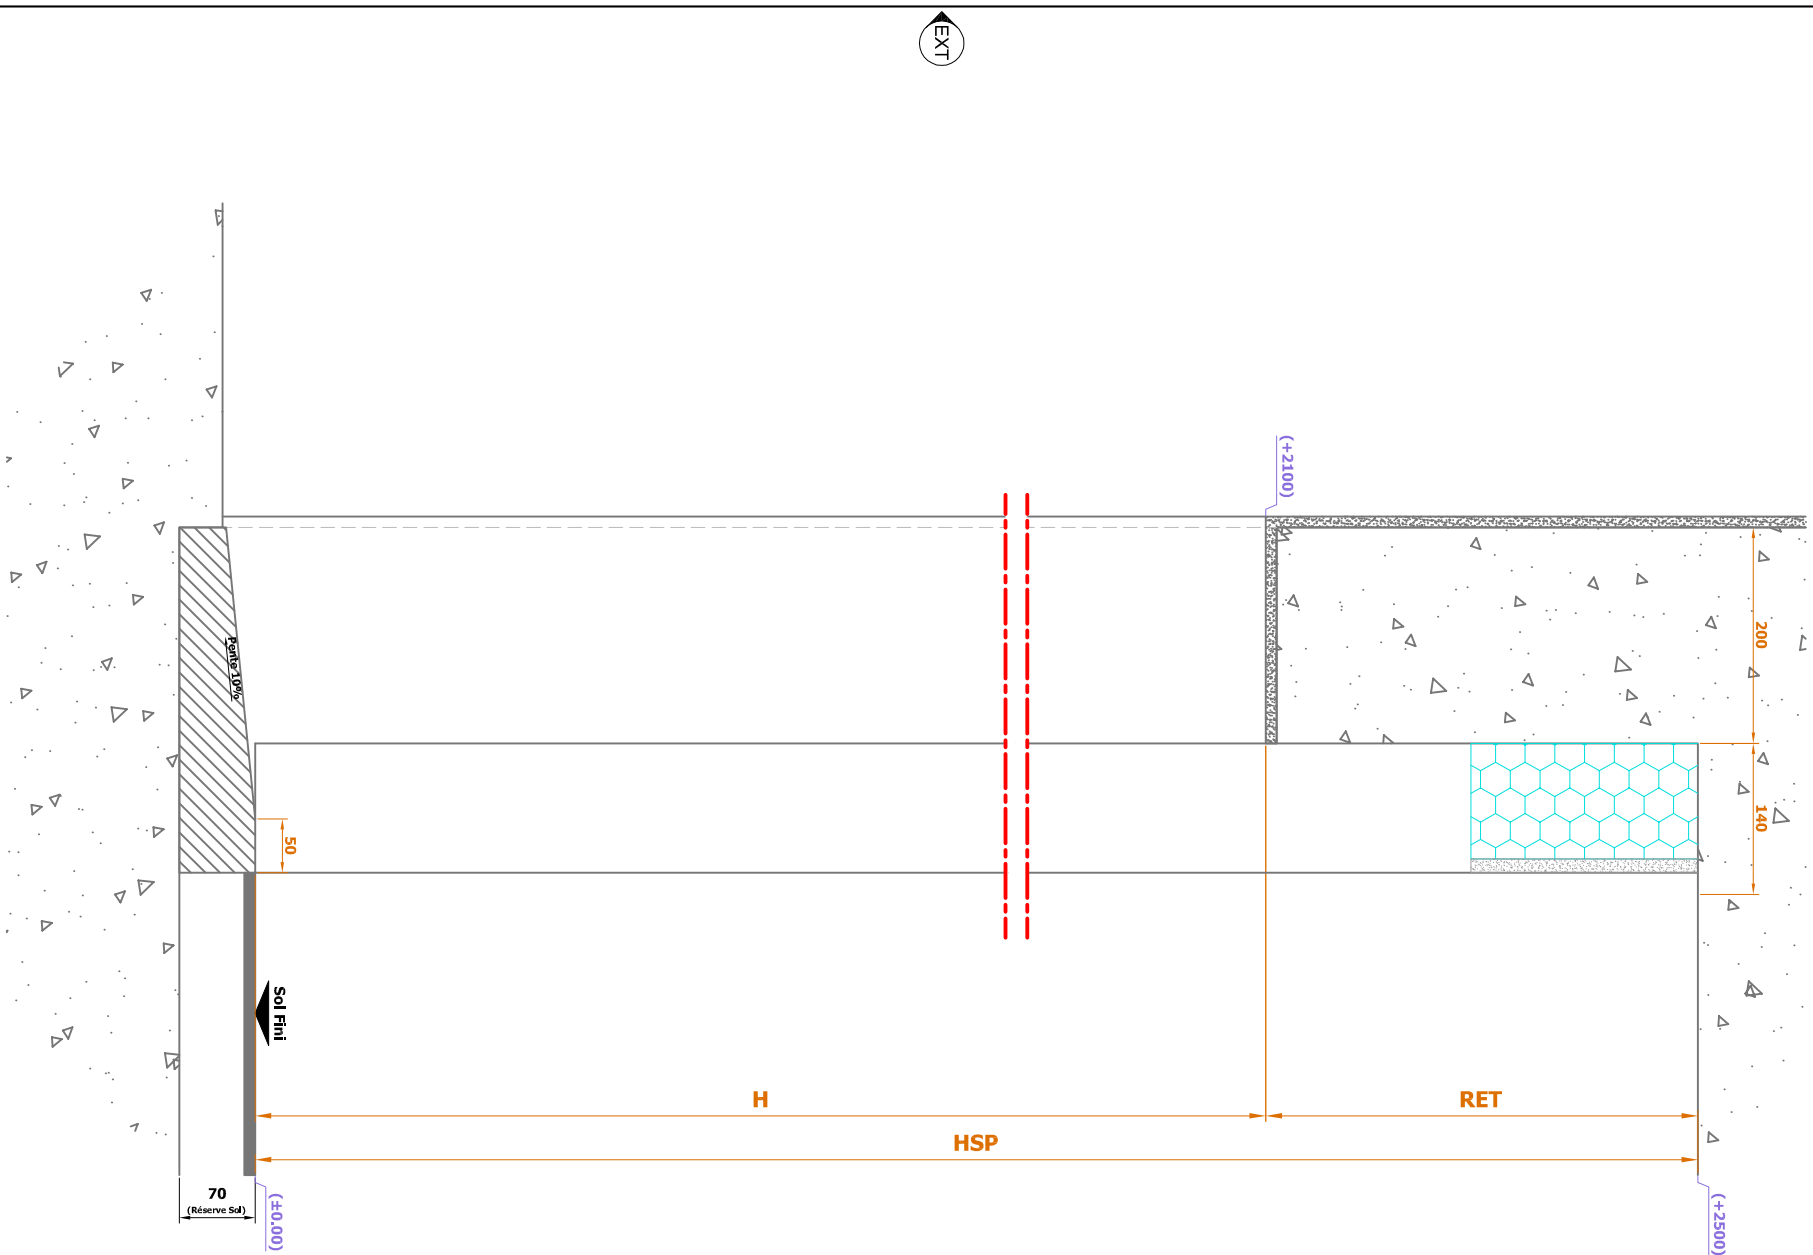 EXT
(+2100)
200
Pente 10%
140
50
Sol Fini
H
RET
HSP
70
(Réserve Sol)
(±0.00)
(+2500)